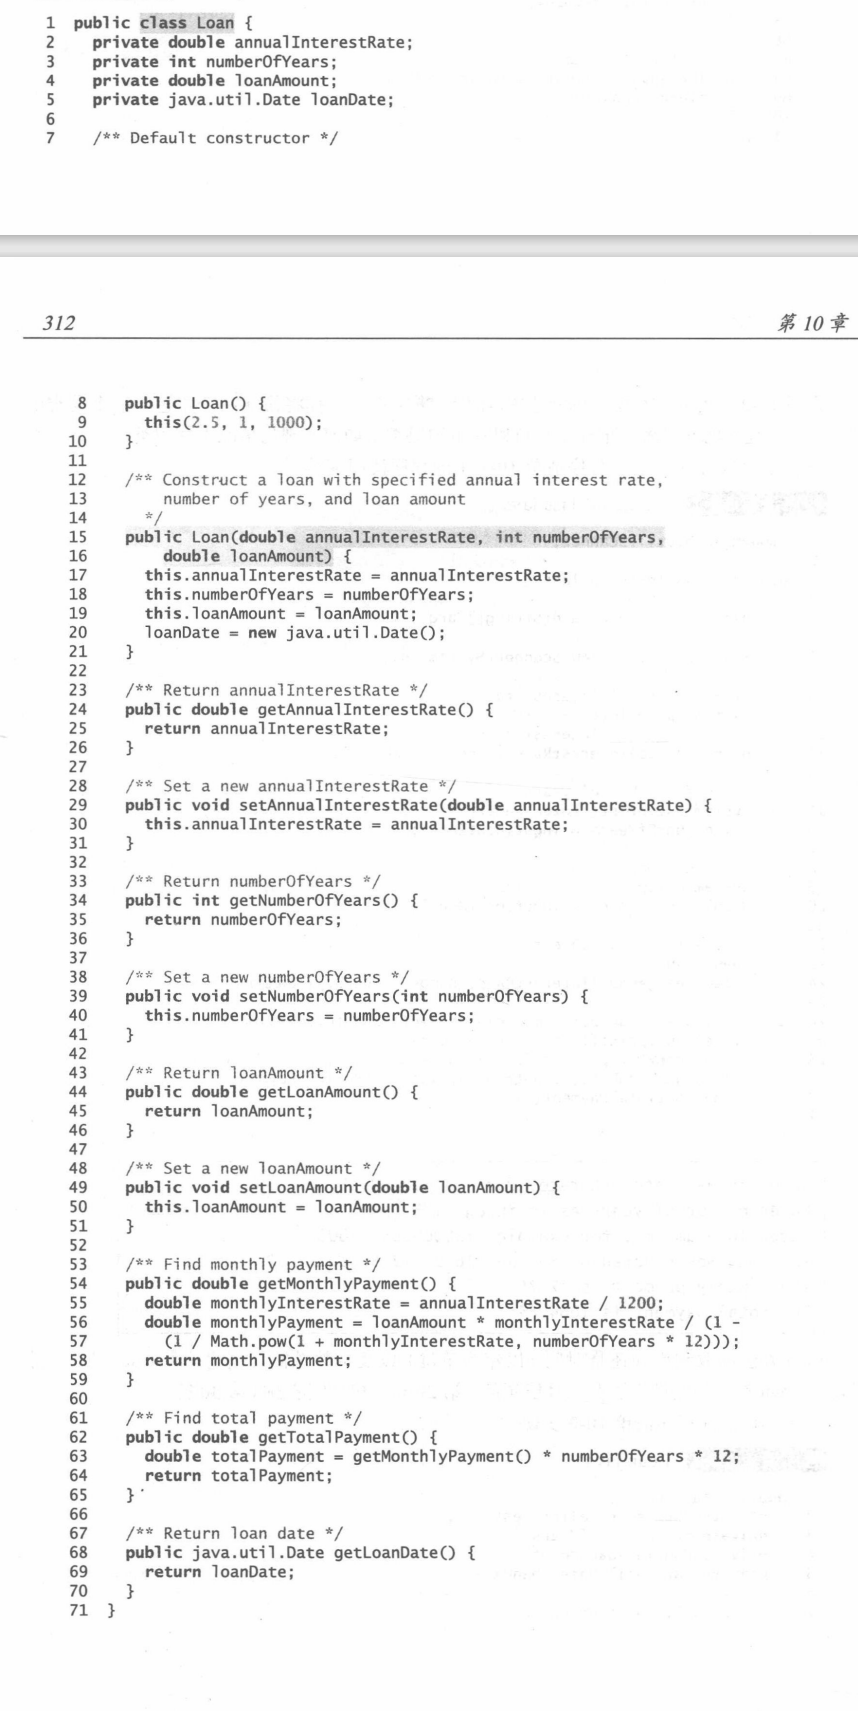 1 public class Loan {
2 private double annualInterestRate;
3 private int numberOfYears;
4 private double loanAmount;
5 private java.util.Date loanDate;
6
7 /** Default constructor */
312 第 10 章
8 public Loan() {
9 this(2.5, 1, 1000);
10 }
11
12 /** Construct a loan with specified annual interest rate,
13 number of years, and loan amount
14 */
15 public Loan(double annualInterestRate, int numberOfYears,
16 double loanAmount) {
17 this.annualInterestRate = annualInterestRate;
18 this.numberOfYears = numberOfYears;
19 this.loanAmount = loanAmount;
20 loanDate = new java.util.Date();
21 }
22
23 /** Return annualInterestRate */
24 public double getAnnualInterestRate() {
25 return annualInterestRate;
26 }
27
28 /** Set a new annualInterestRate */
29 public void setAnnualInterestRate(double annualInterestRate) {
30 this.annualInterestRate = annualInterestRate;
31 }
32
33 /** Return numberOfYears */
34 public int getNumberOfYears() {
35 return numberOfYears;
36 }
37
38 /** Set a new numberOfYears */
39 public void setNumberOfYears(int numberOfYears) {
40 this.numberOfYears = numberOfYears;
41 }
42
43 /** Return loanAmount */
44 public double getLoanAmount() {
45 return loanAmount;
46 }
47
48 /** Set a new loanAmount */
49 public void setLoanAmount(double loanAmount) {
50 this.loanAmount = loanAmount;
51 }
52
53 /** Find monthly payment */
54 public double getMonthlyPayment() {
55 double monthlyInterestRate = annualInterestRate / 1200;
56 double monthlyPayment = loanAmount * monthlyInterestRate / (1 -
57 (1 / Math.pow(1 + monthlyInterestRate, numberOfYears * 12)));
58 return monthlyPayment;
59 }
60
61 /** Find total payment */
62 public double getTotalPayment() {
63 double totalPayment = getMonthlyPayment() * numberOfYears * 12;
64 return totalPayment;
65 }
66
67 /** Return loan date */
68 public java.util.Date getLoanDate() {
69 return loanDate;
70 }
71 }